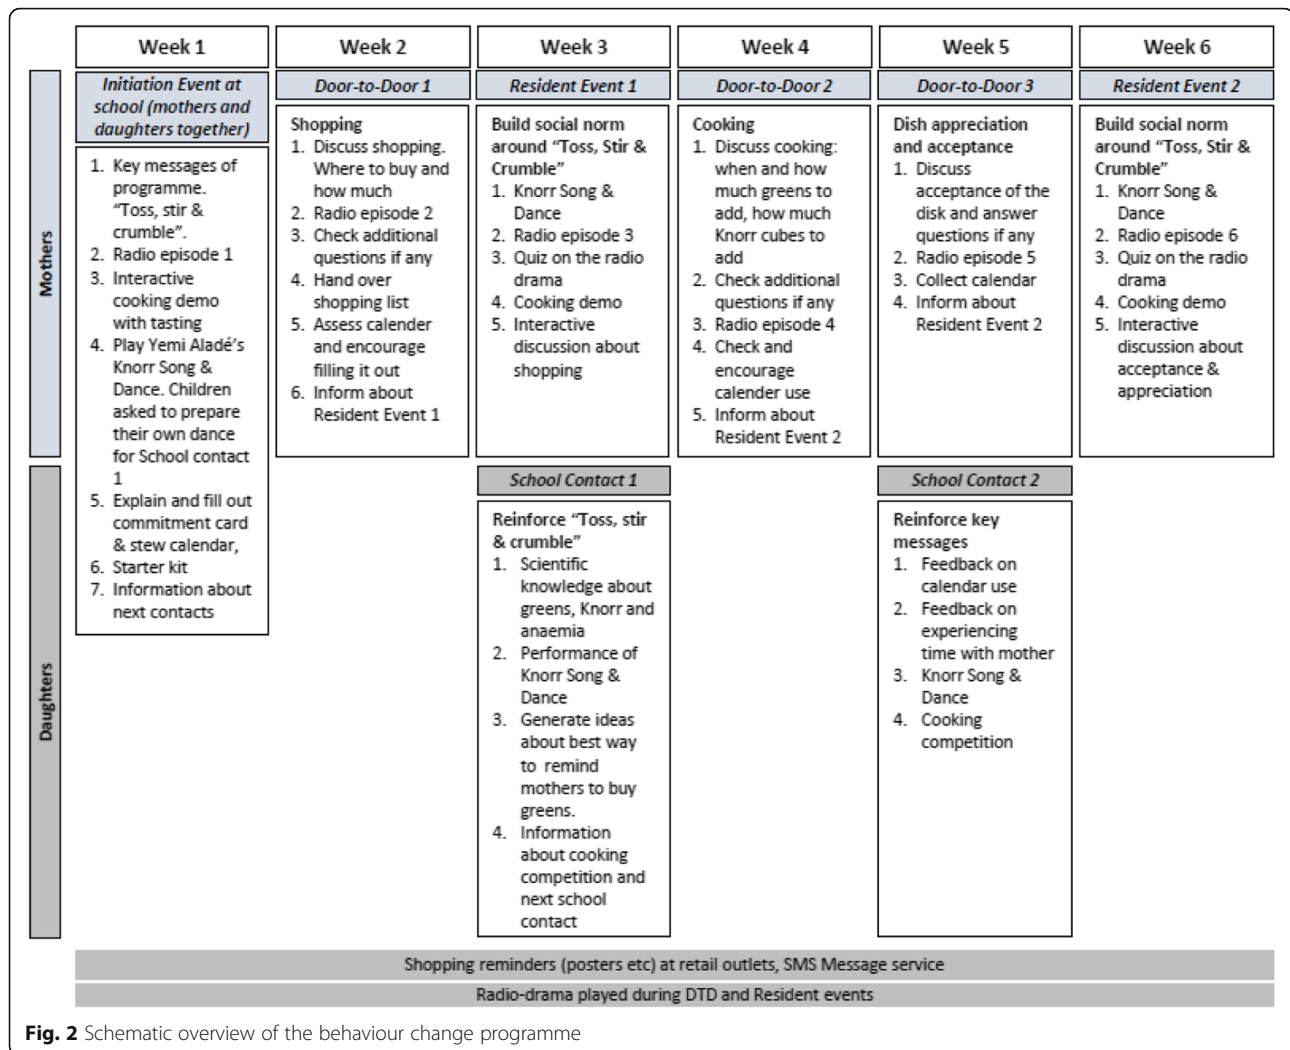 Week 1
Week 2
Week 3
Week 4
Week 5
Week 6
Mothers
Initiation Event at
school (mothers and
daughters together)
1. Key messages of
programme.
“Toss, stir &
crumble”.
2. Radio episode 1
3. Interactive
cooking demo
with tasting
4. Play Yemi Aladé’s
Knorr Song &
Dance. Children
asked to prepare
their own dance
for School contact
1
5. Explain and fill out
commitment card
& stew calendar,
6. Starter kit
7. Information about
next contacts
Door-to-Door 1
Shopping
1. Discuss shopping.
Where to buy and
how much
2. Radio episode 2
3. Check additional
questions if any
4. Hand over
shopping list
5. Assess calender
and encourage
filling it out
6. Inform about
Resident Event 1
Resident Event 1
Build social norm
around “Toss, Stir &
Crumble”
1. Knorr Song &
Dance
2. Radio episode 3
3. Quiz on the radio
drama
4. Cooking demo
5. Interactive
discussion about
shopping
Door-to-Door 2
Cooking
1. Discuss cooking:
when and how
much greens to
add, how much
Knorr cubes to
add
2. Check additional
questions if any
3. Radio episode 4
4. Check and
encourage
calender use
5. Inform about
Resident Event 2
Door-to-Door 3
Dish appreciation
and acceptance
1. Discuss
acceptance of the
disk and answer
questions if any
2. Radio episode 5
3. Collect calendar
4. Inform about
Resident Event 2
Resident Event 2
Build social norm
around “Toss, Stir &
Crumble”
1. Knorr Song &
Dance
2. Radio episode 6
3. Quiz on the radio
drama
4. Cooking demo
5. Interactive
discussion about
acceptance &
appreciation
Daughters
School Contact 1
Reinforce “Toss, stir
& crumble”
1. Scientific
knowledge about
greens, Knorr and
anaemia
2. Performance of
Knorr Song &
Dance
3. Generate ideas
about best way
to remind
mothers to buy
greens.
4. Information
about cooking
competition and
next school
contact
School Contact 2
Reinforce key
messages
1. Feedback on
calendar use
2. Feedback on
experiencing
time with mother
3. Knorr Song &
Dance
4. Cooking
competition
Shopping reminders (posters etc) at retail outlets, SMS Message service
Radio-drama played during DTD and Resident events
Fig. 2 Schematic overview of the behaviour change programme